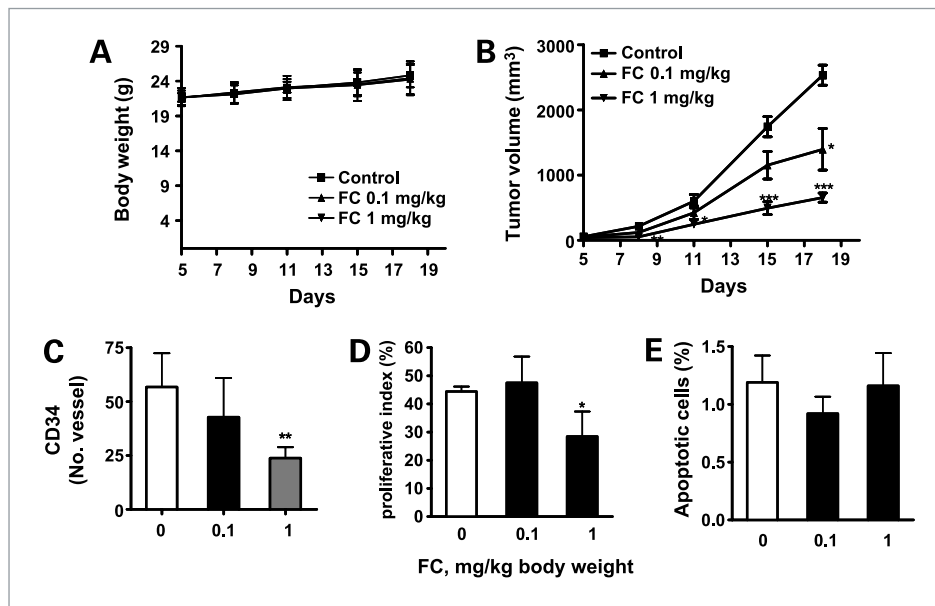 A
Body weight (g)
29
24
19
14
9
4
Control
FC 0.1 mg/kg
FC 1 mg/kg
5 7 9 11 13 15 17 19
Days
B
Tumor volume (mm3)
3000
2000
1000
0
Control
FC 0.1 mg/kg
FC 1 mg/kg
*
***
***
*
**
5 7 9 11 13 15 17 19
Days
C
CD34
(No. vessel)
75
50
25
0
**
0 0.1 1
D
proliferative index (%)
60
50
40
30
20
10
0
*
0 0.1 1
E
Apoptotic cells (%)
1.5
1.0
0.5
0.0
0 0.1 1
FC, mg/kg body weight